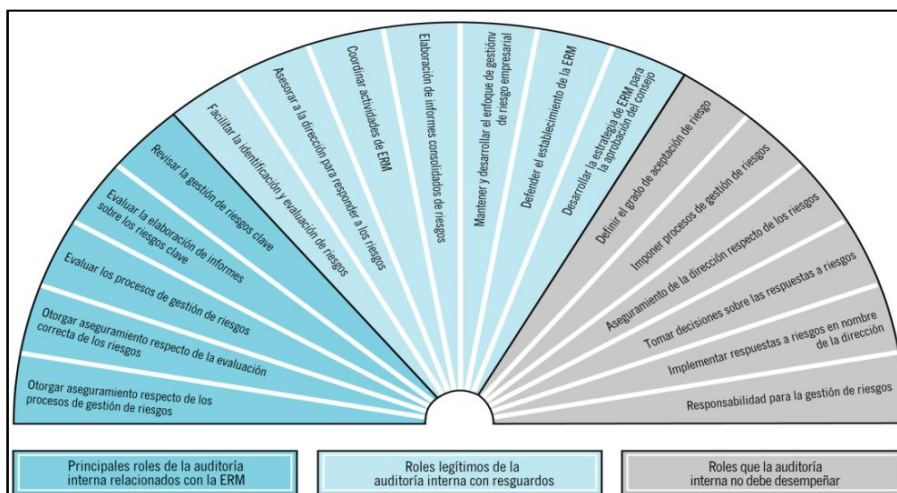 Otorgar aseguramiento respecto de los
procesos de gestión de riesgos
Otorgar aseguramiento respecto de la evaluación
correcta de los riesgos
Evaluar los procesos de gestión de riesgos
Evaluar la elaboración de informes
sobre los riesgos clave
Revisar la gestión de riesgos clave
Facilitar la identificación y evaluación de riesgos
Asesorar a la dirección para responder a los riesgos
Coordinar actividades de ERM
Elaboración de informes consolidados de riesgos
Mantener y desarrollar el enfoque de gestiónv
de riesgo empresarial
Defender el establecimiento de la ERM
Desarrollar la estrategia de ERM para
la aprobación del consejo
Definir el grado de aceptación de riesgo
Imponer procesos de gestión de riesgos
Aseguramiento de la dirección respecto de los riesgos
Tomar decisiones sobre las respuestas a riesgos
Implementar respuestas a riesgos en nombre
de la dirección
Responsabilidad para la gestión de riesgos
Principales roles de la auditoría
interna relacionados con la ERM
Roles legítimos de la
auditoría interna con resguardos
Roles que la auditoría
interna no debe desempeñar